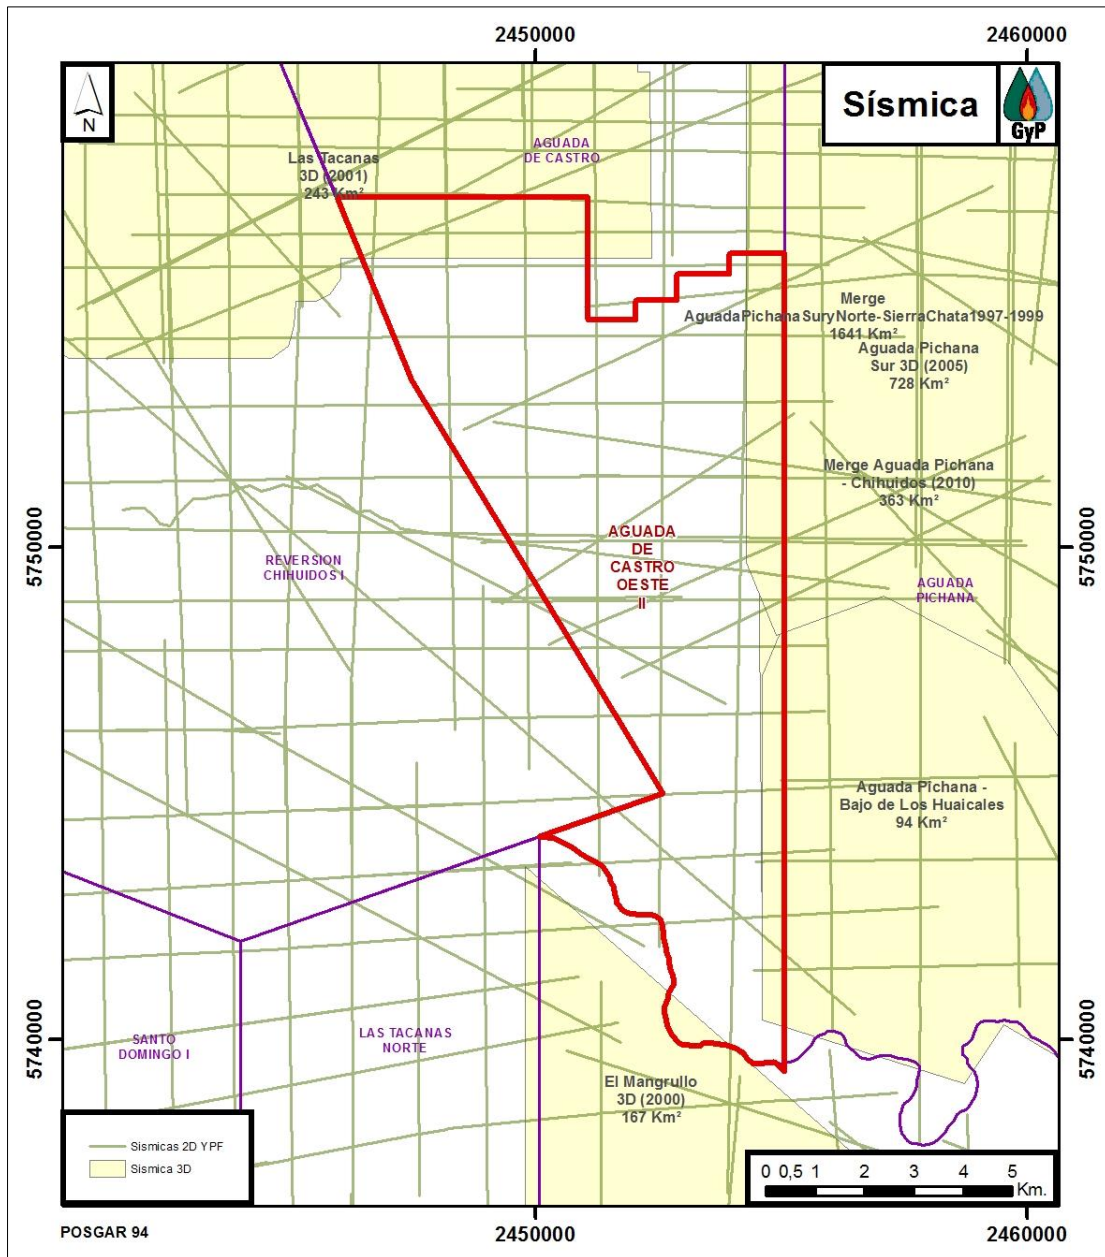 2450000
2460000
N
Sísmica
GyP
AGUADA
DE CASTRO
Las Tacanas
3D (2001)
243 Km²
Merge
AguadaPichanaSuryNorte-SierraChata1997-1999
1641 Km²
Aguada Pichana
Sur 3D (2005)
728 Km²
Merge Aguada Pichana
- Chihuidos (2010)
363 Km²
5750000
5750000
REVERSION
CHIHUIDOS I
AGUADA
DE
CASTRO
OESTE
II
AGUADA
PICHANA
Aguada Pichana -
Bajo de Los Huaicales
94 Km²
5740000
5740000
SANTO
DOMINGO I
LAS TACANAS
NORTE
El Mangrullo
3D (2000)
167 Km²
Sismicas 2D YPF
Sismica 3D
0 0,5 1 2 3 4 5
Km.
POSGAR 94
2450000
2460000